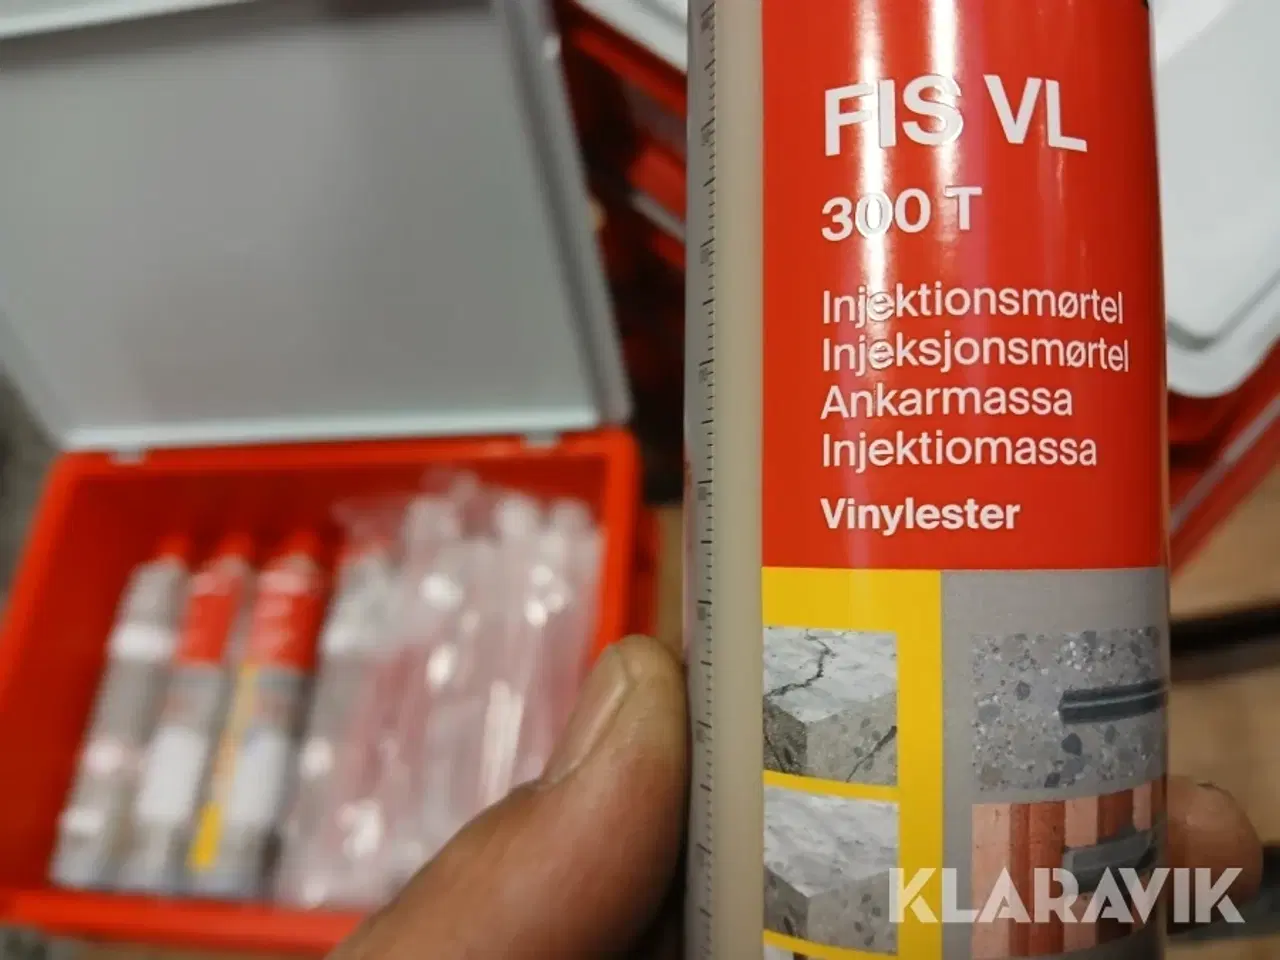 FIS VL
300 T
Injektionsmørtel
Injeksjonsmørtel
Ankarmassa
Injektiomassa
Vinylester
KLARAVIK